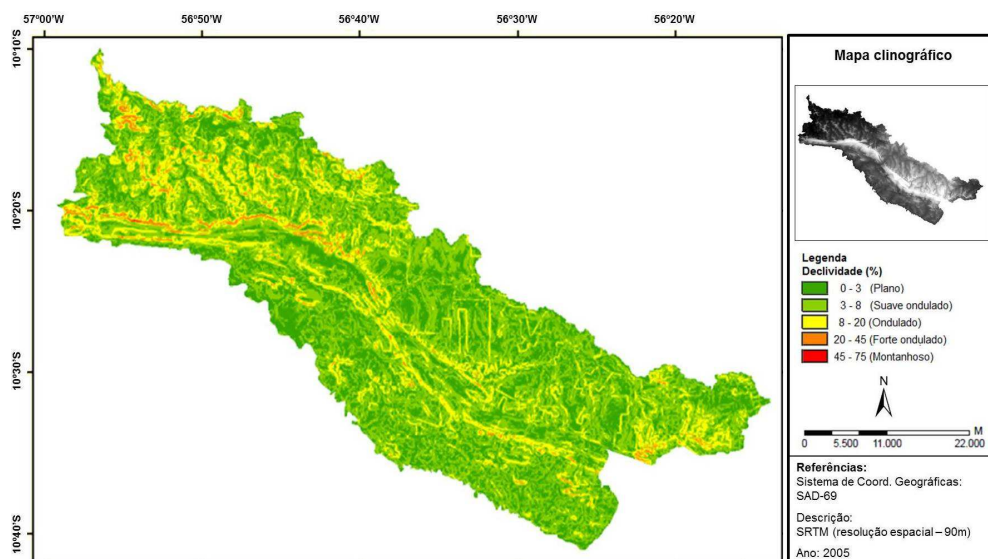 57°00'W 56°50'W 56°40'W 56°30'W 56°20'W
10°10'S
10°20'S
10°30'S
10°40'S
Mapa clinográfico
Legenda
Declividade (%)
0 - 3 (Plano)
3 - 8 (Suave ondulado)
8 - 20 (Ondulado)
20 - 45 (Forte ondulado)
45 - 75 (Montanhoso)
N
M
0 5.500 11.000 22.000
Referências:
Sistema de Coord. Geográficas:
SAD-69
Descrição:
SRTM (resolução espacial – 90m)
Ano: 2005